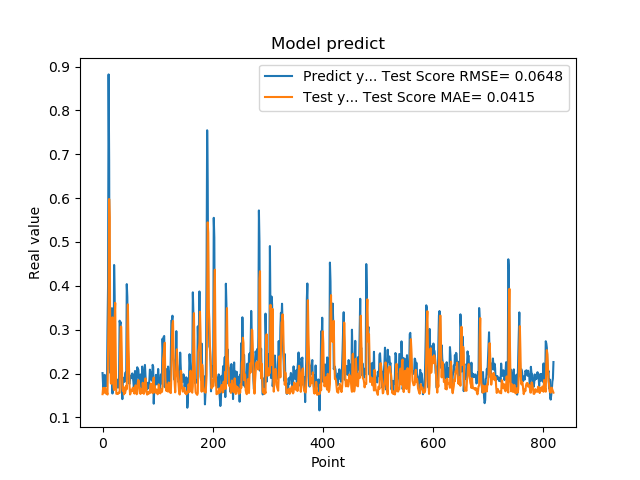 Model predict
Predict y... Test Score RMSE= 0.0648
Test y... Test Score MAE= 0.0415
0.9
0.8
0.7
0.6
0.5
0.4
0.3
0.2
0.1
Real value
0 200 400 600 800
Point